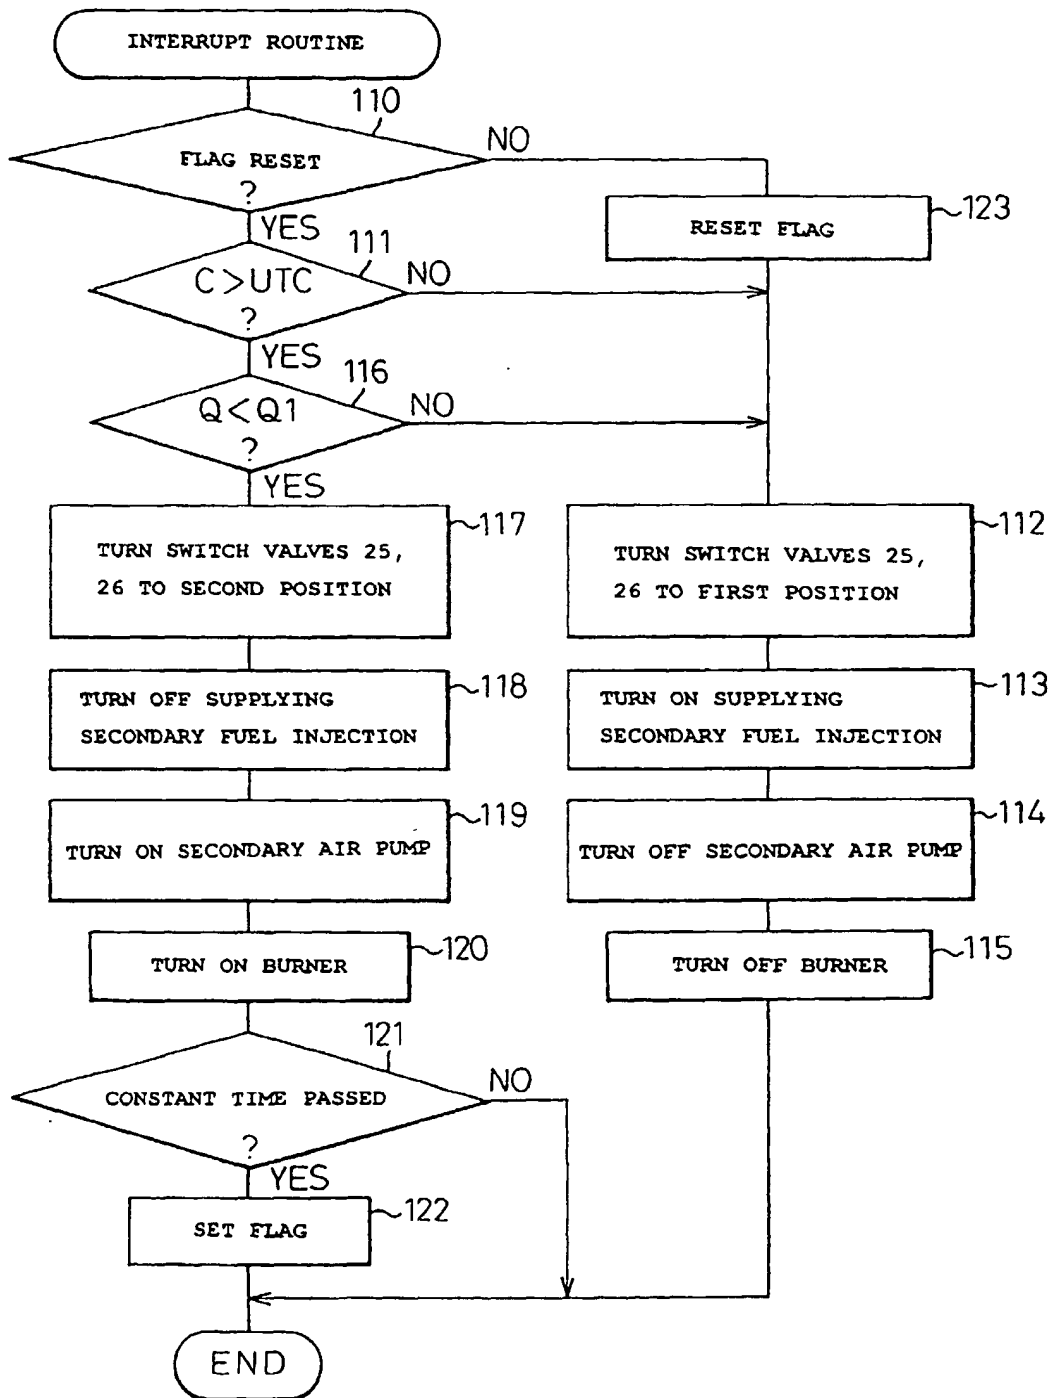 INTERRUPT ROUTINE
110
FLAG RESET
?
NO
YES
RESET FLAG
123
111
C>UTC
?
NO
YES
116
Q<Q1
?
NO
YES
TURN SWITCH VALVES 25,
26 TO SECOND POSITION
117
TURN SWITCH VALVES 25,
26 TO FIRST POSITION
112
TURN OFF SUPPLYING
SECONDARY FUEL INJECTION
118
TURN ON SUPPLYING
SECONDARY FUEL INJECTION
113
TURN ON SECONDARY AIR PUMP
119
TURN OFF SECONDARY AIR PUMP
114
TURN ON BURNER
120
TURN OFF BURNER
115
121
CONSTANT TIME PASSED
?
NO
YES
SET FLAG
122
END